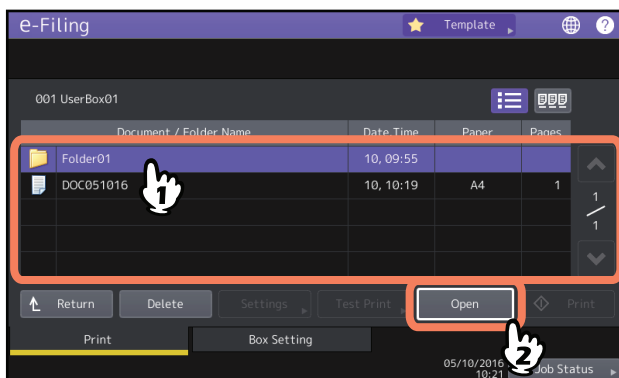 e-Filing
Template
?
001 UserBox01
Document / Folder Name Date,Time Paper Pages
Folder01 10, 09:55
DOC051016 10, 10:19 A4 1
1
1
1
Return Delete Settings Test Print Open Print
Print Box Setting
2
05/10/2016
10:21 Job Status